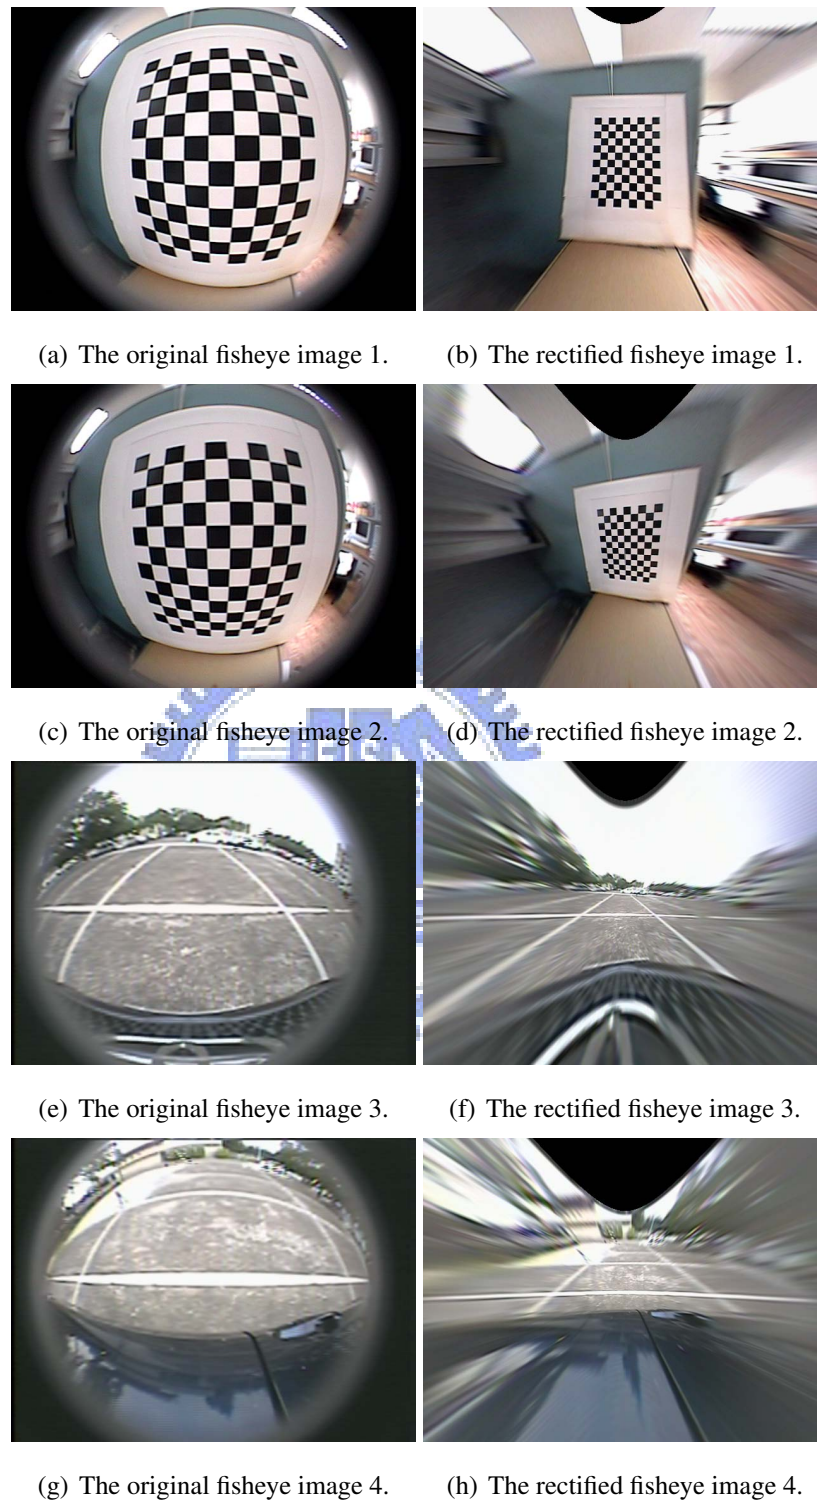 (a) The original fisheye image 1.
(b) The rectified fisheye image 1.
(c) The original fisheye image 2.
(d) The rectified fisheye image 2.
(e) The original fisheye image 3.
(f) The rectified fisheye image 3.
(g) The original fisheye image 4.
(h) The rectified fisheye image 4.